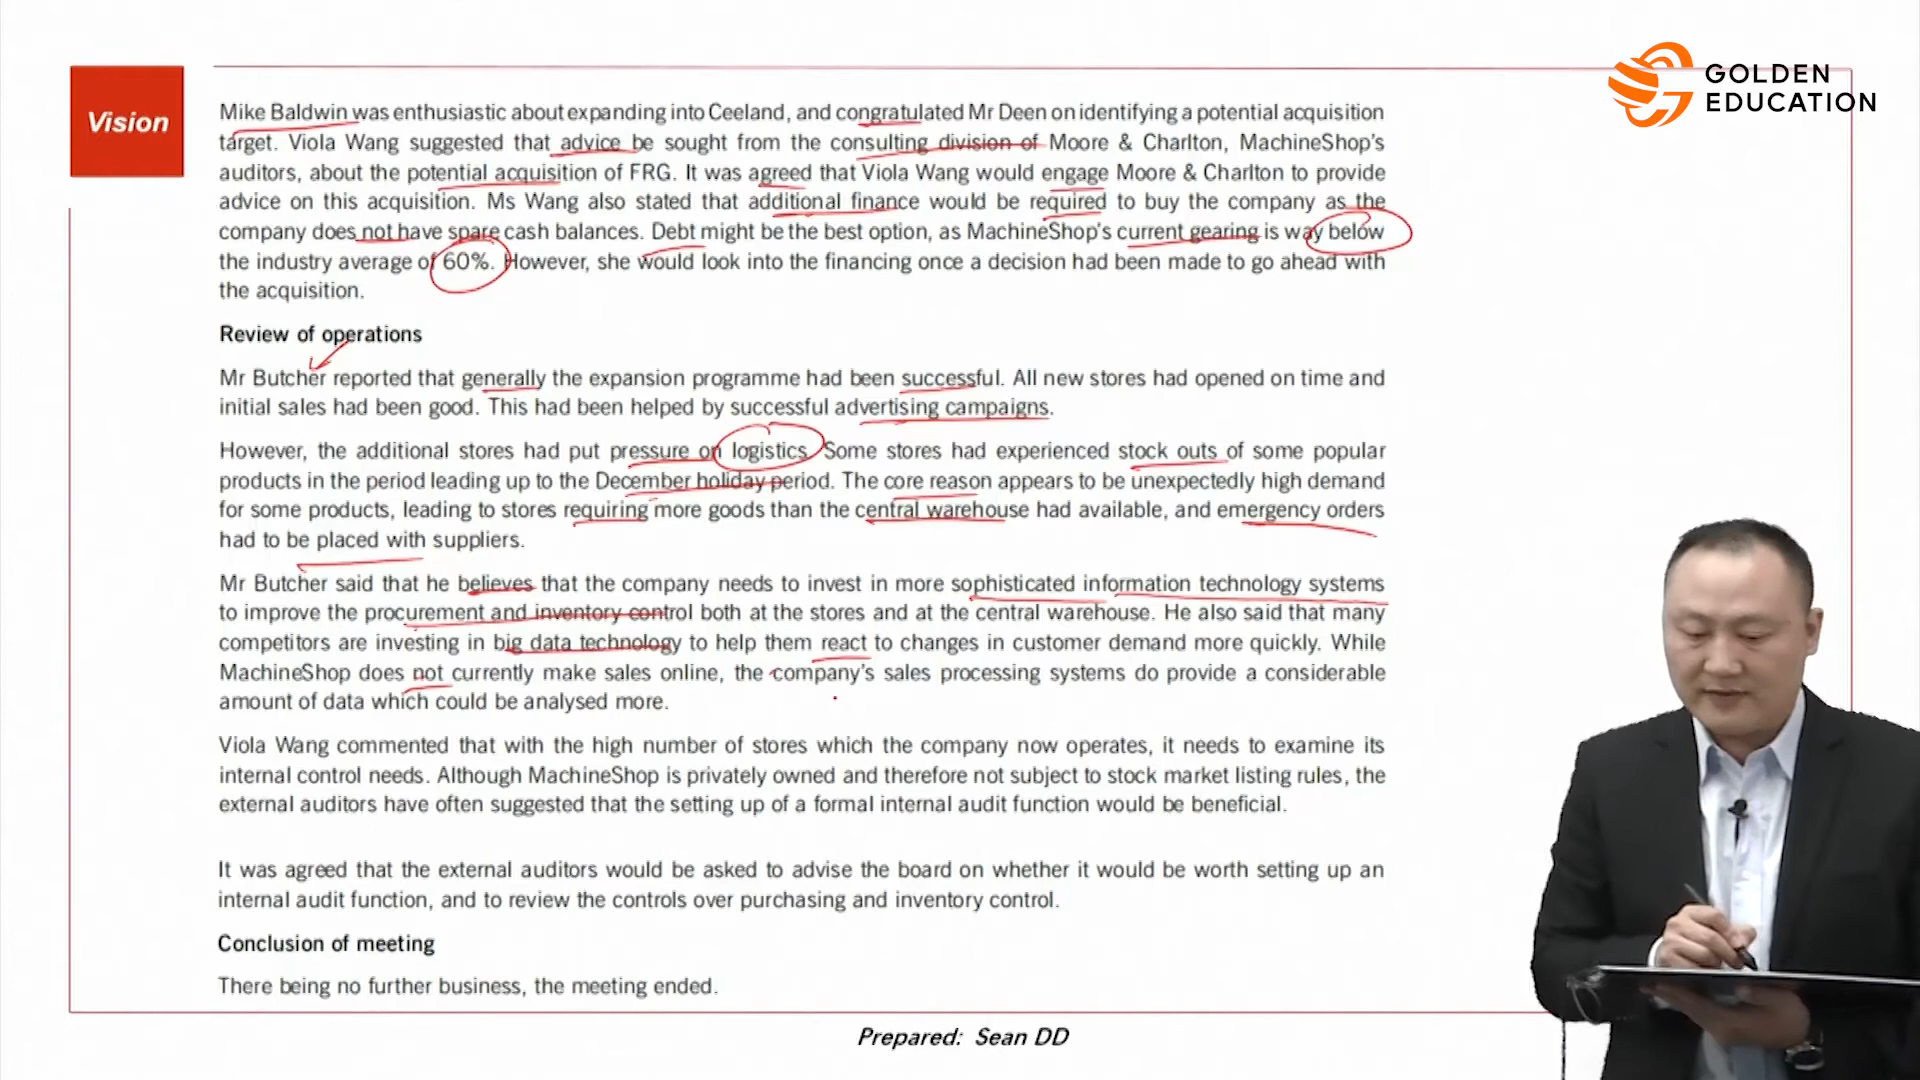 GOLDEN
EDUCATION
Vision
Mike Baldwin was enthusiastic about expanding into Ceeland, and congratulated Mr Deen on identifying a potential acquisition
target. Viola Wang suggested that advice be sought from the consulting division of Moore & Charlton, MachineShop's
auditors, about the potential acquisition of FRG. It was agreed that Viola Wang would engage Moore & Charlton to provide
advice on this acquisition. Ms Wang also stated that additional finance would be required to buy the company as the
company does not have spare cash balances. Debt might be the best option, as MachineShop's current gearing is way below
the industry average of 60%. However, she would look into the financing once a decision had been made to go ahead with
the acquisition.
Review of operations
Mr Butcher reported that generally the expansion programme had been successful. All new stores had opened on time and
initial sales had been good. This had been helped by successful advertising campaigns.
However, the additional stores had put pressure on logistics. Some stores had experienced stock outs of some popular
products in the period leading up to the December holiday period. The core reason appears to be unexpectedly high demand
for some products, leading to stores requiring more goods than the central warehouse had available, and emergency orders
had to be placed with suppliers.
Mr Butcher said that he believes that the company needs to invest in more sophisticated information technology systems
to improve the procurement and inventory control both at the stores and at the central warehouse. He also said that many
competitors are investing in big data technology to help them react to changes in customer demand more quickly. While
MachineShop does not currently make sales online, the company's sales processing systems do provide a considerable
amount of data which could be analysed more.
Viola Wang commented that with the high number of stores which the company now operates, it needs to examine its
internal control needs. Although MachineShop is privately owned and therefore not subject to stock market listing rules, the
external auditors have often suggested that the setting up of a formal internal audit function would be beneficial.
It was agreed that the external auditors would be asked to advise the board on whether it would be worth setting up an
internal audit function, and to review the controls over purchasing and inventory control.
Conclusion of meeting
There being no further business, the meeting ended.
Prepared: Sean DD